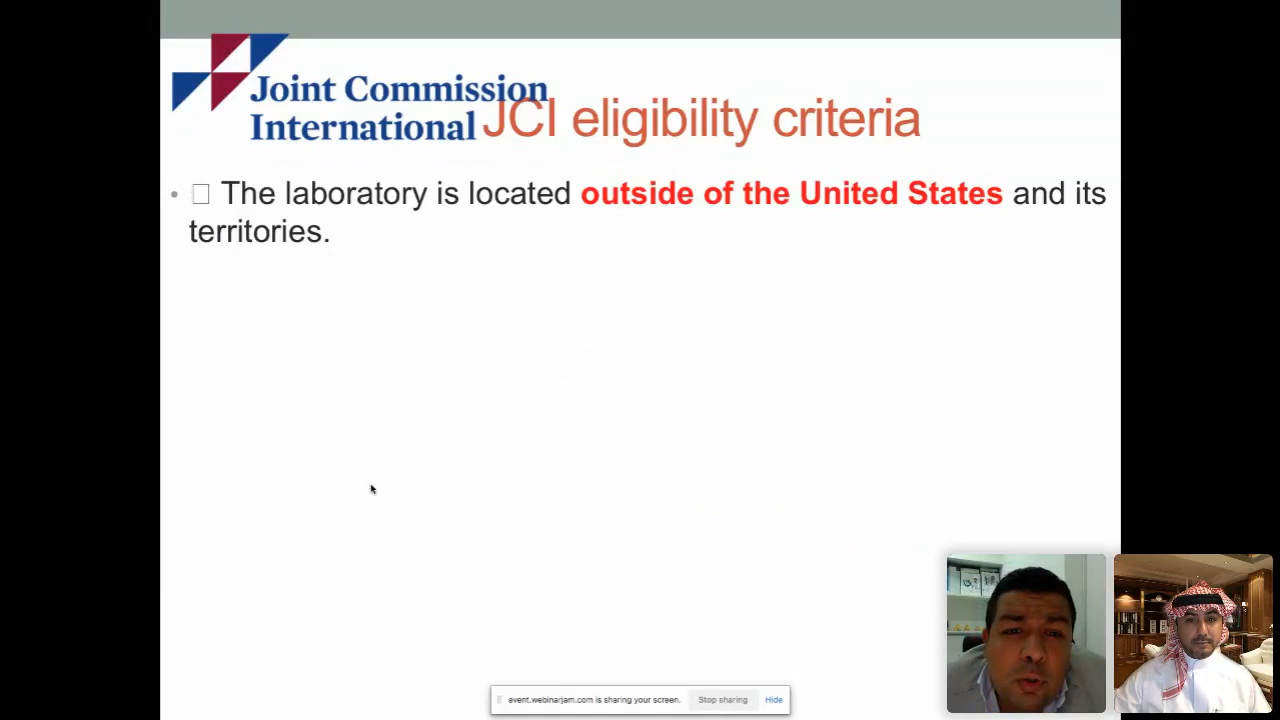 Joint Commission
International
JCI eligibility criteria
• □ The laboratory is located outside of the United States and its
territories.
event.webinarjam.com is sharing your screen. Stop sharing Hide